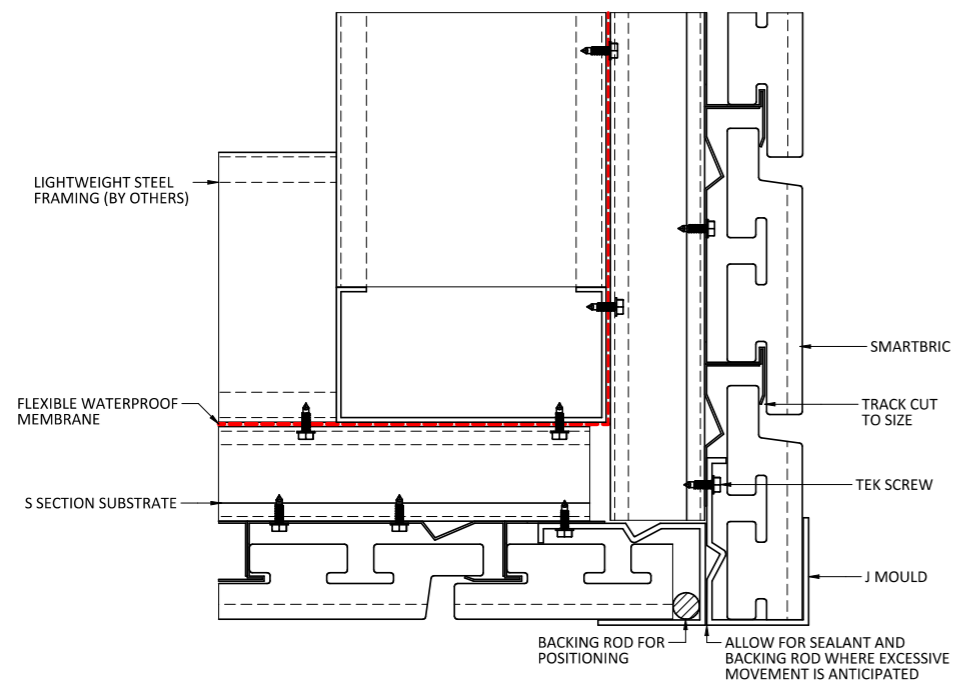 LIGHTWEIGHT STEEL
FRAMING (BY OTHERS)
FLEXIBLE WATERPROOF
MEMBRANE
S SECTION SUBSTRATE
SMARTBRIC
TRACK CUT
TO SIZE
TEK SCREW
J MOULD
BACKING ROD FOR
POSITIONING
ALLOW FOR SEALANT AND
BACKING ROD WHERE EXCESSIVE
MOVEMENT IS ANTICIPATED